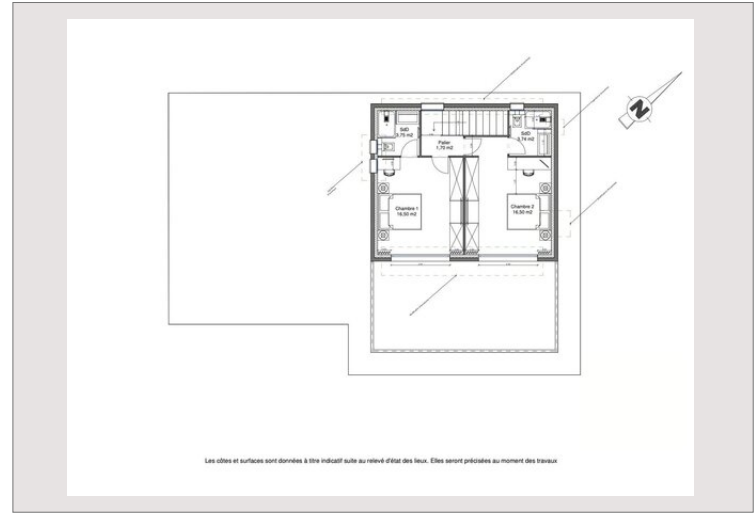 N
SdD
3,75 m2
SdD
3,74 m2
Palier
1,70 m2
Chambre 1
16,50 m2
Chambre 2
16,50 m2
Les côtes et surfaces sont données à titre indicatif suite au relevé d'état des lieux. Elles seront précisées au moment des travaux